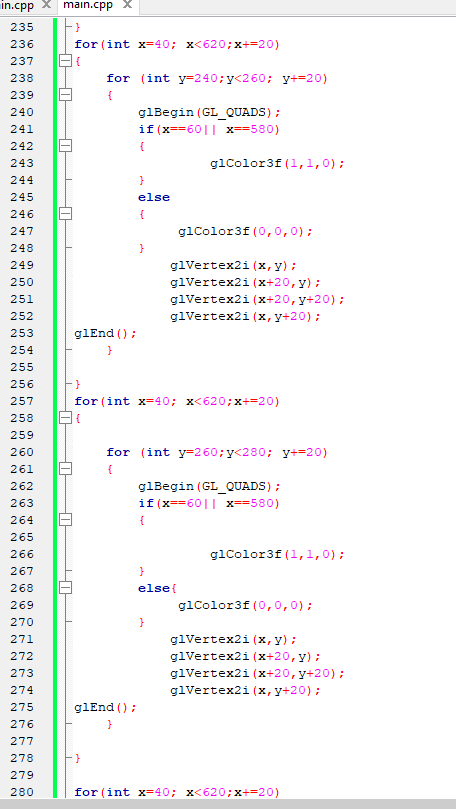 in.cpp main.cpp
235 }
236 for(int x=40; x<620;x+=20)
237 {
238 for (int y=240;y<260; y+=20)
239 {
240 glBegin(GL_QUADS);
241 if(x==60|| x==580)
242 {
243 glColor3f(1,1,0);
244 }
245 else
246 {
247 glColor3f(0,0,0);
248 }
249 glVertex2i(x,y);
250 glVertex2i(x+20,y);
251 glVertex2i(x+20,y+20);
252 glVertex2i(x,y+20);
253 glEnd();
254 }
255
256 }
257 for(int x=40; x<620;x+=20)
258 {
259
260 for (int y=260;y<280; y+=20)
261 {
262 glBegin(GL_QUADS);
263 if(x==60|| x==580)
264 {
265
266 glColor3f(1,1,0);
267 }
268 else{
269 glColor3f(0,0,0);
270 }
271 glVertex2i(x,y);
272 glVertex2i(x+20,y);
273 glVertex2i(x+20,y+20);
274 glVertex2i(x,y+20);
275 glEnd();
276 }
277
278 }
279
280 for(int x=40; x<620;x+=20)